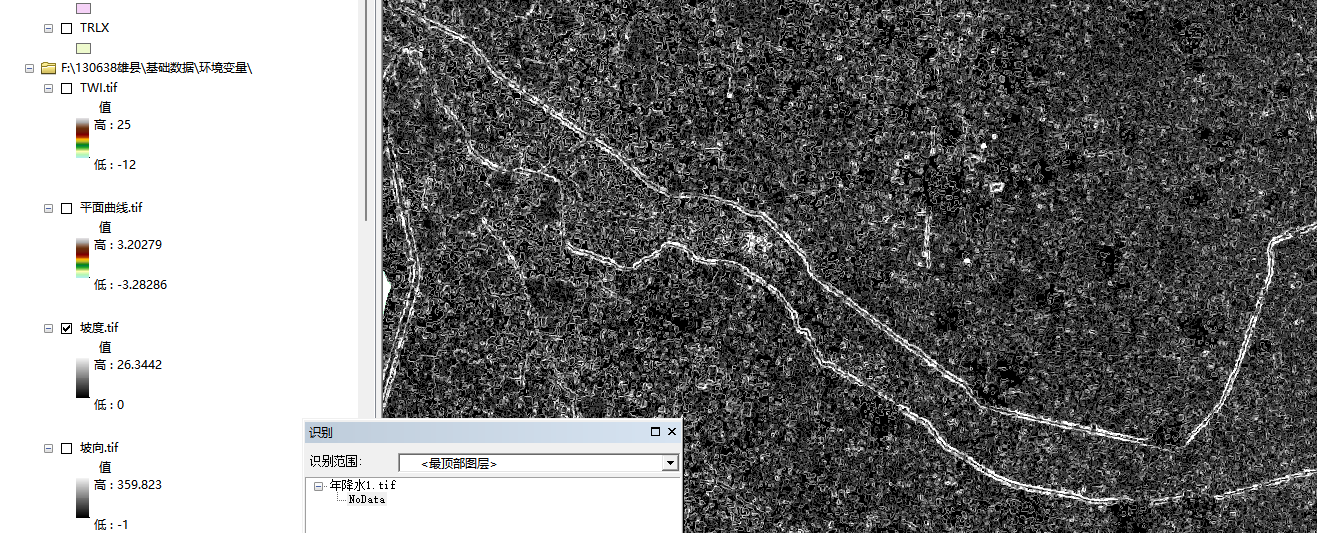 TRLX
F:\130638雄县\基础数据\环境变量\
TWI.tif
值
高 : 25
低 : -12
平面曲线.tif
值
高 : 3.20279
低 : -3.28286
坡度.tif
值
高 : 26.3442
低 : 0
坡向.tif
值
高 : 359.823
低 : -1
识别
识别范围:
<最顶部图层>
年降水1.tif
NoData